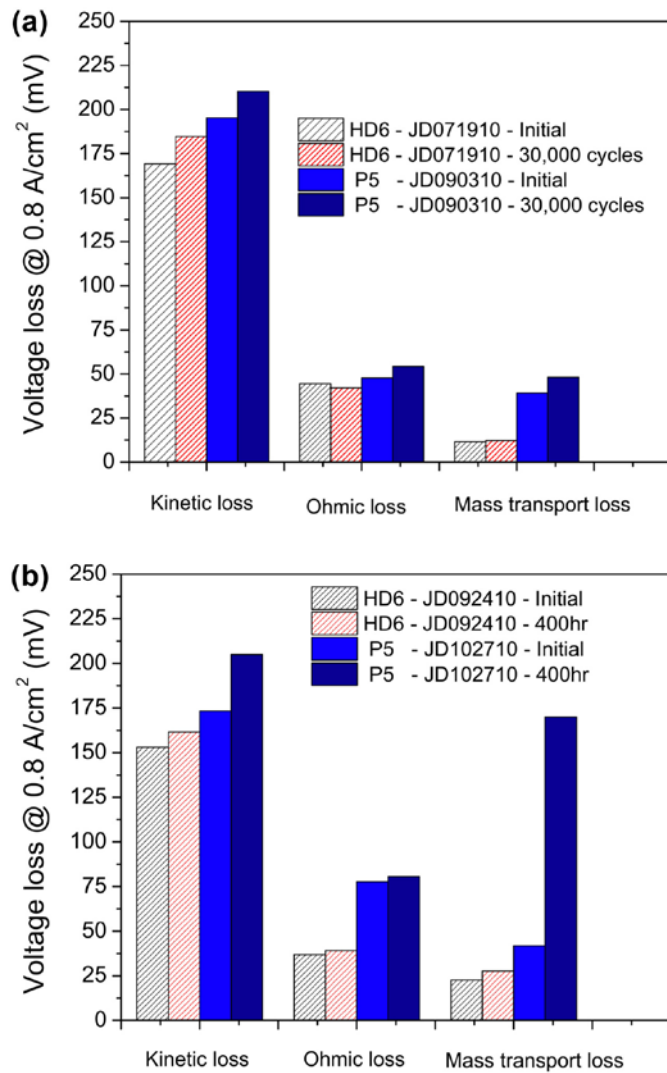 (a)
Voltage loss @ 0.8 A/cm² (mV)
250
225
200
175
150
125
100
75
50
25
0
HD6 - JD071910 - Initial
HD6 - JD071910 - 30,000 cycles
P5 - JD090310 - Initial
P5 - JD090310 - 30,000 cycles
Kinetic loss
Ohmic loss
Mass transport loss
(b)
Voltage loss @ 0.8 A/cm² (mV)
250
225
200
175
150
125
100
75
50
25
0
HD6 - JD092410 - Initial
HD6 - JD092410 - 400hr
P5 - JD102710 - Initial
P5 - JD102710 - 400hr
Kinetic loss
Ohmic loss
Mass transport loss